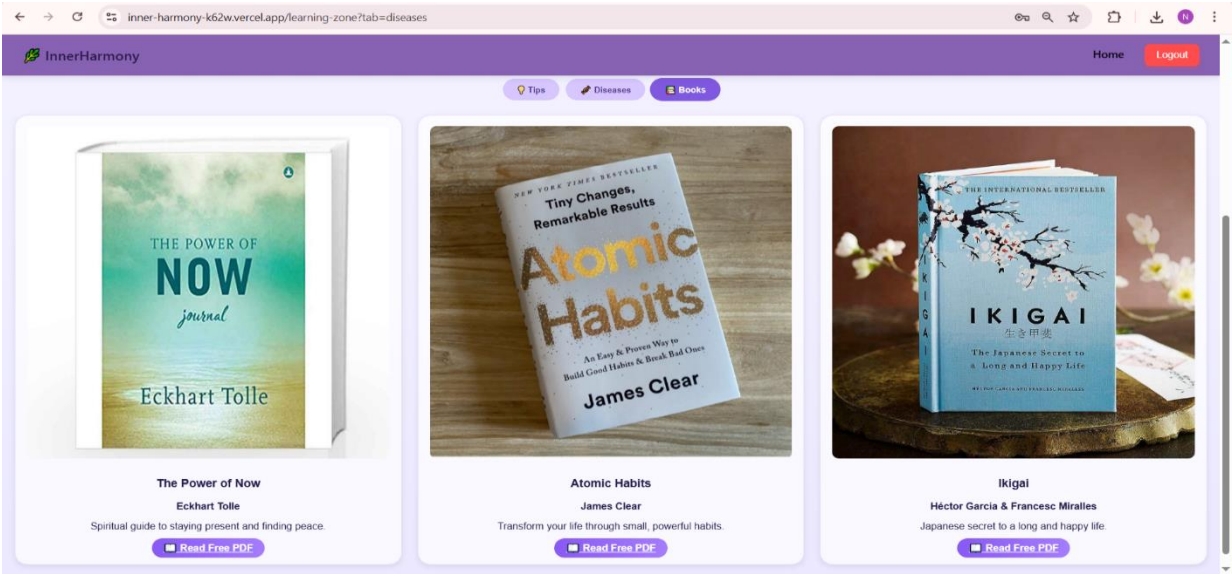 inner-harmony-k62w.vercel.app/learning-zone?tab=diseases
N
InnerHarmony
Home
Logout
Tips
Diseases
Books
THE POWER OF
NOW
journal
Eckhart Tolle
The Power of Now
Eckhart Tolle
Spiritual guide to staying present and finding peace.
Read Free PDF
NEW YORK TIMES BESTSELLER
Tiny Changes,
Remarkable Results
Atomic
Habits
An Easy & Proven Way to
Build Good Habits & Break Bad Ones
James Clear
Atomic Habits
James Clear
Transform your life through small, powerful habits.
Read Free PDF
THE INTERNATIONAL BESTSELLER
IKIGAI
IKIGAI
生き甲斐
The Japanese Secret to
a Long and Happy Life
HÉCTOR GARCÍA AND FRANCESC MIRALLES
Ikigai
Héctor Garcia & Francesc Miralles
Japanese secret to a long and happy life.
Read Free PDF